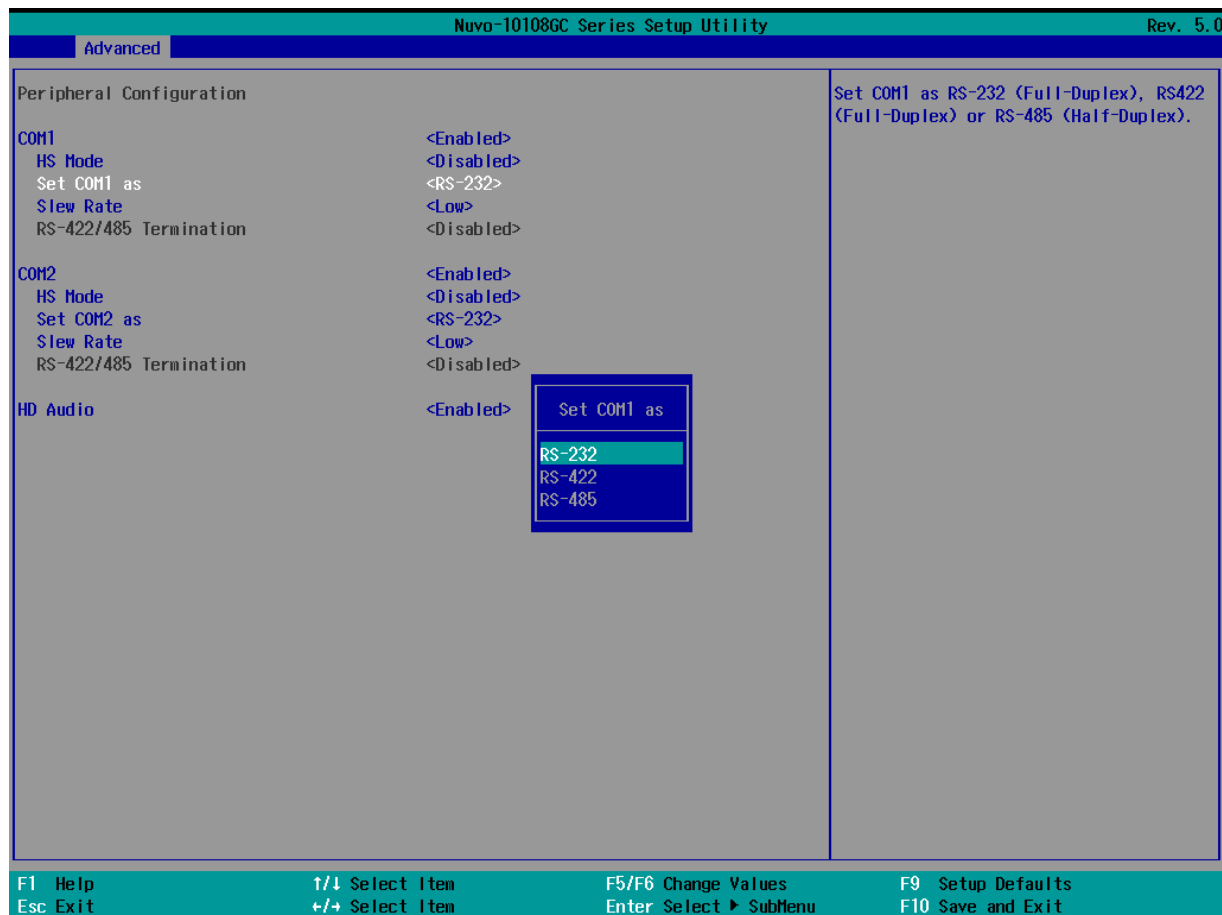 Nuvo-10108GC Series Setup Utility Rev. 5.0
Advanced
Peripheral Configuration
COM1 <Enabled>
HS Mode <Disabled>
Set COM1 as <RS-232>
Slew Rate <Low>
RS-422/485 Termination <Disabled>
COM2 <Enabled>
HS Mode <Disabled>
Set COM2 as <RS-232>
Slew Rate <Low>
RS-422/485 Termination <Disabled>
HD Audio <Enabled>
Set COM1 as
RS-232
RS-422
RS-485
Set COM1 as RS-232 (Full-Duplex), RS422
(Full-Duplex) or RS-485 (Half-Duplex).
F1 Help ↑/↓ Select Item F5/F6 Change Values F9 Setup Defaults
Esc Exit ←/→ Select Item Enter Select ▶ SubMenu F10 Save and Exit